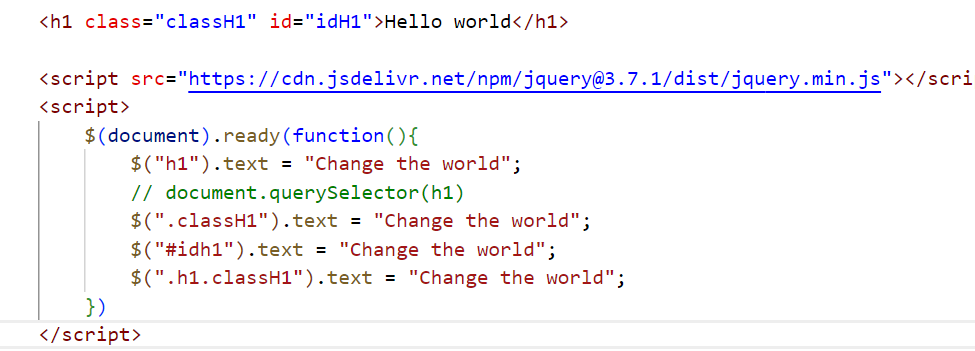 <h1 class="classH1" id="idH1">Hello world</h1>
<script src="https://cdn.jsdelivr.net/npm/jquery@3.7.1/dist/jquery.min.js"></scri
<script>
$(document).ready(function(){
$("h1").text = "Change the world";
// document.querySelector(h1)
$(".classH1").text = "Change the world";
$("#idh1").text = "Change the world";
$(".h1.classH1").text = "Change the world";
})
</script>